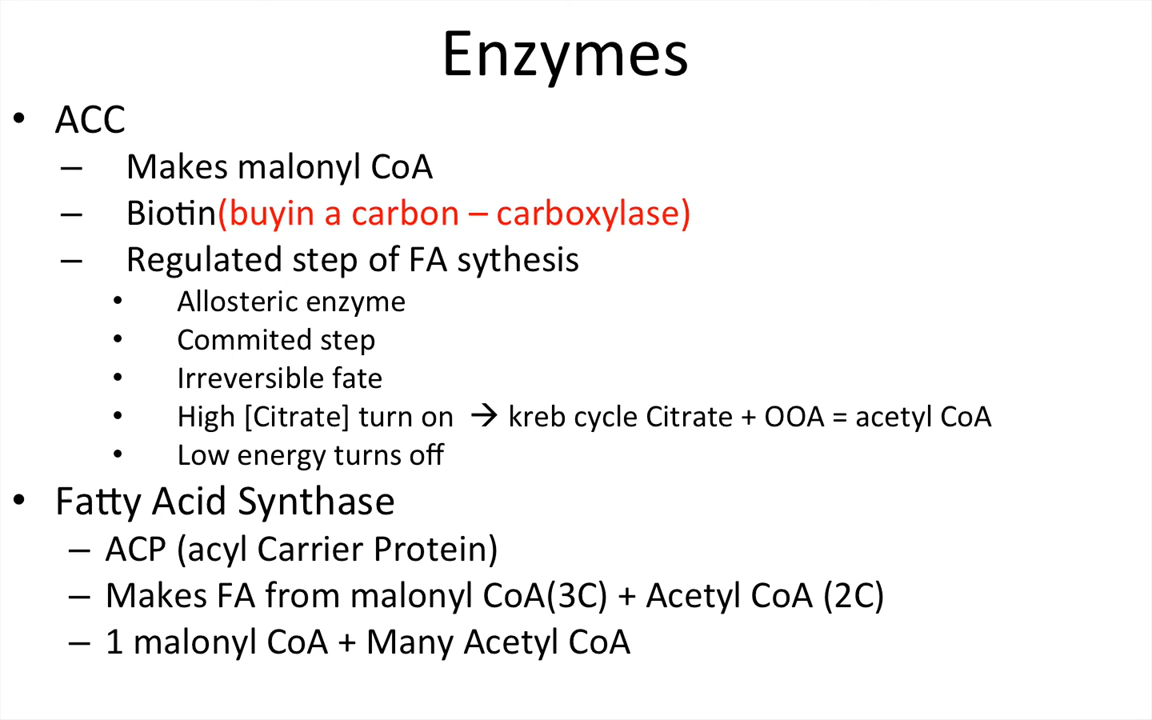 Enzymes
• ACC
– Makes malonyl CoA
– Biotin(buyin a carbon – carboxylase)
– Regulated step of FA sythesis
• Allosteric enzyme
• Commited step
• Irreversible fate
• High [Citrate] turn on → kreb cycle Citrate + OOA = acetyl CoA
• Low energy turns off
• Fatty Acid Synthase
– ACP (acyl Carrier Protein)
– Makes FA from malonyl CoA(3C) + Acetyl CoA (2C)
– 1 malonyl CoA + Many Acetyl CoA